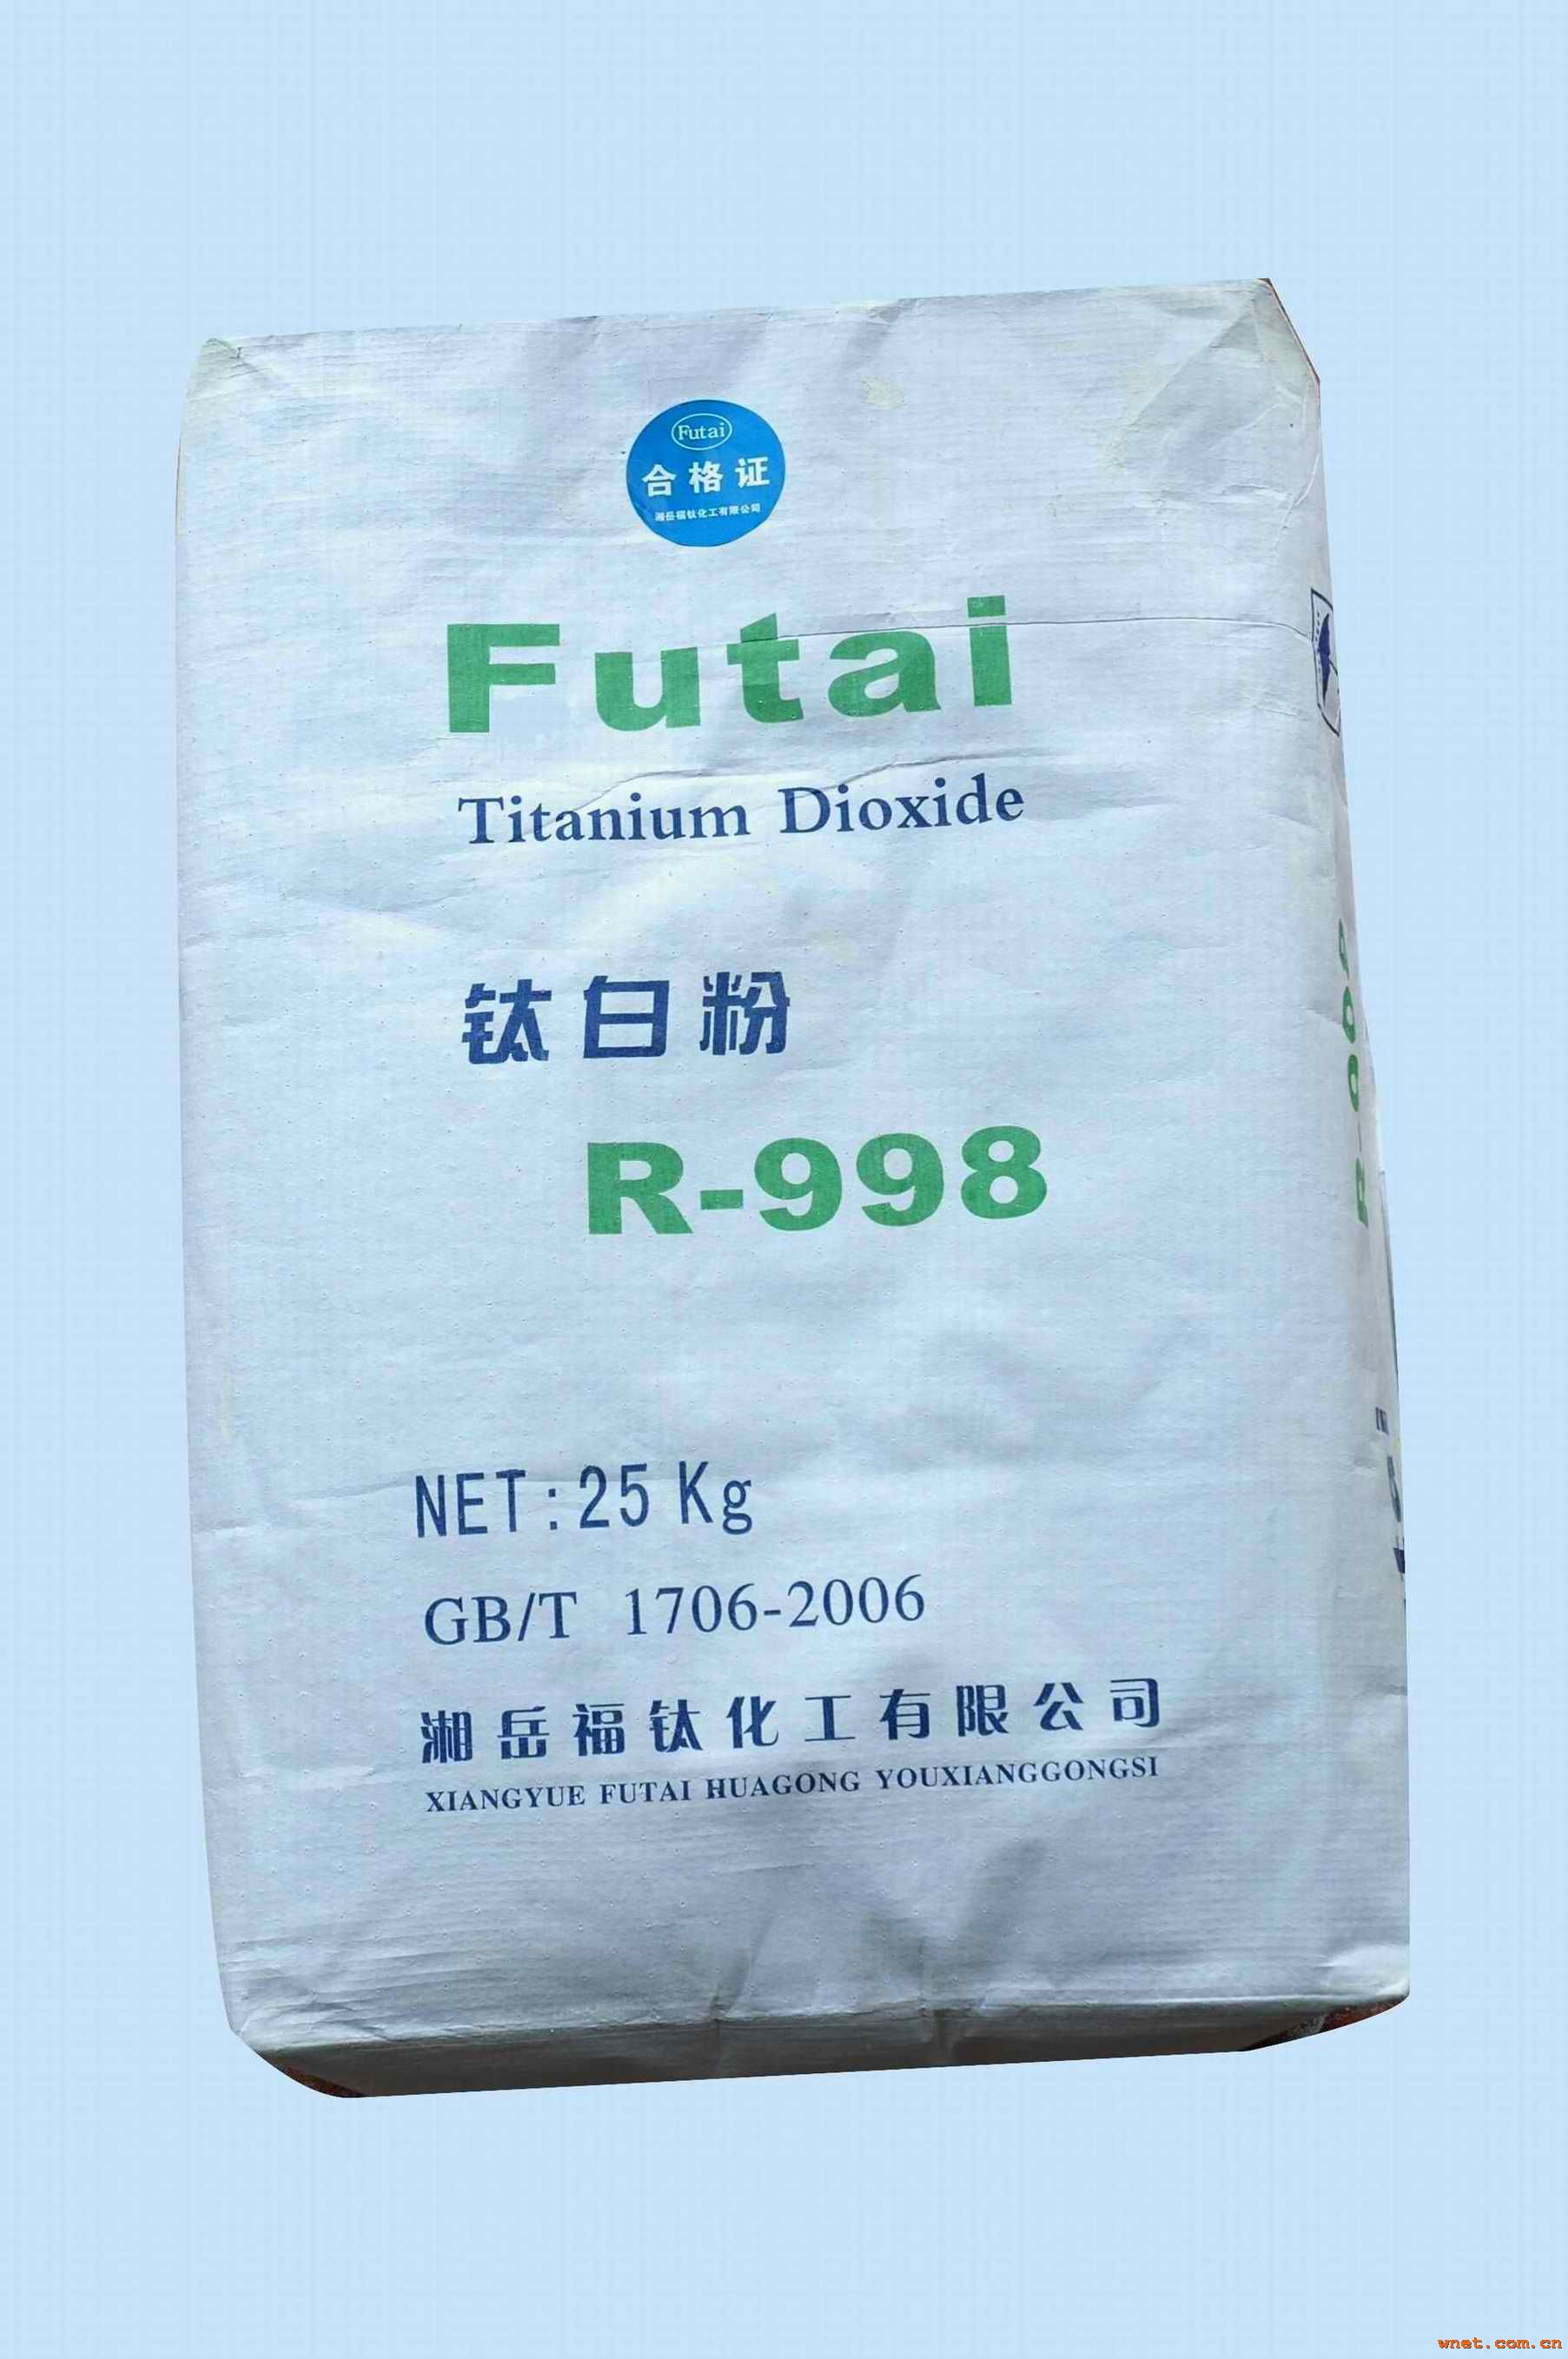 Futai
合格证
湘岳福钛化工有限公司
Futai
Titanium Dioxide
钛白粉
R-998
NET:25Kg
GB/T 1706-2006
湘岳福钛化工有限公司
XIANGYUE FUTAI HUAGONG YOUXIANGGONGSI
wnet.com.cn